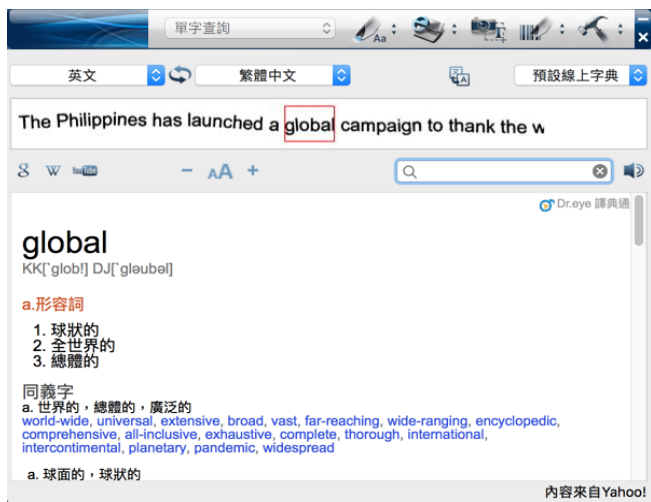 單字查詢
Aa
英文 繁體中文 預設線上字典
The Philippines has launched a global campaign to thank the w
g W You Tube - AA +
Dr.eye 譯典通
global
KK[`glob!] DJ[`gləubəl]
a.形容詞
1. 球狀的
2. 全世界的
3. 總體的
同義字
a. 世界的，總體的，廣泛的
world-wide, universal, extensive, broad, vast, far-reaching, wide-ranging, encyclopedic,
comprehensive, all-inclusive, exhaustive, complete, thorough, international,
intercontimental, planetary, pandemic, widespread
a. 球面的，球狀的
內容來自Yahoo!